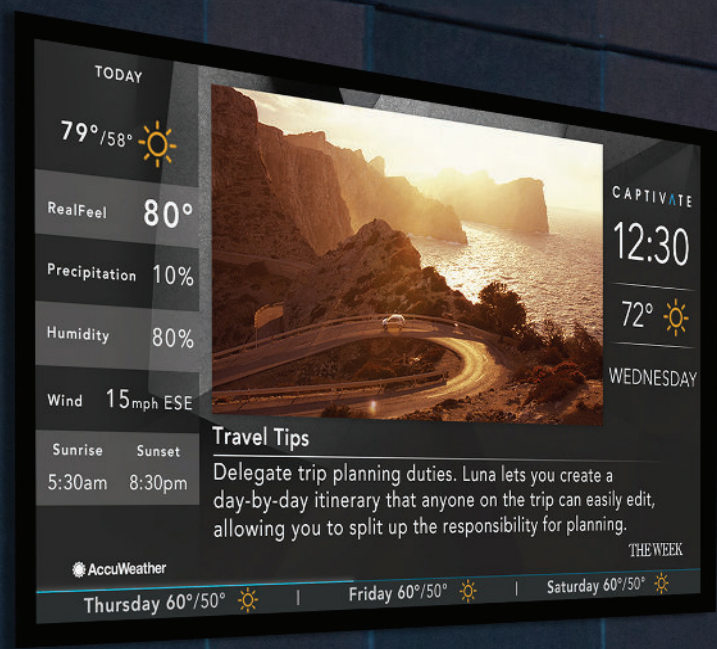 TODAY
79°/58°
RealFeel 80°
Precipitation 10%
Humidity 80%
Wind 15mph ESE
Sunrise Sunset
5:30am 8:30pm
AccuWeather
CAPTIVATE
12:30
72°
WEDNESDAY
Travel Tips
Delegate trip planning duties. Luna lets you create a
day-by-day itinerary that anyone on the trip can easily edit,
allowing you to split up the responsibility for planning.
THE WEEK
Thursday 60°/50° | Friday 60°/50° | Saturday 60°/50°